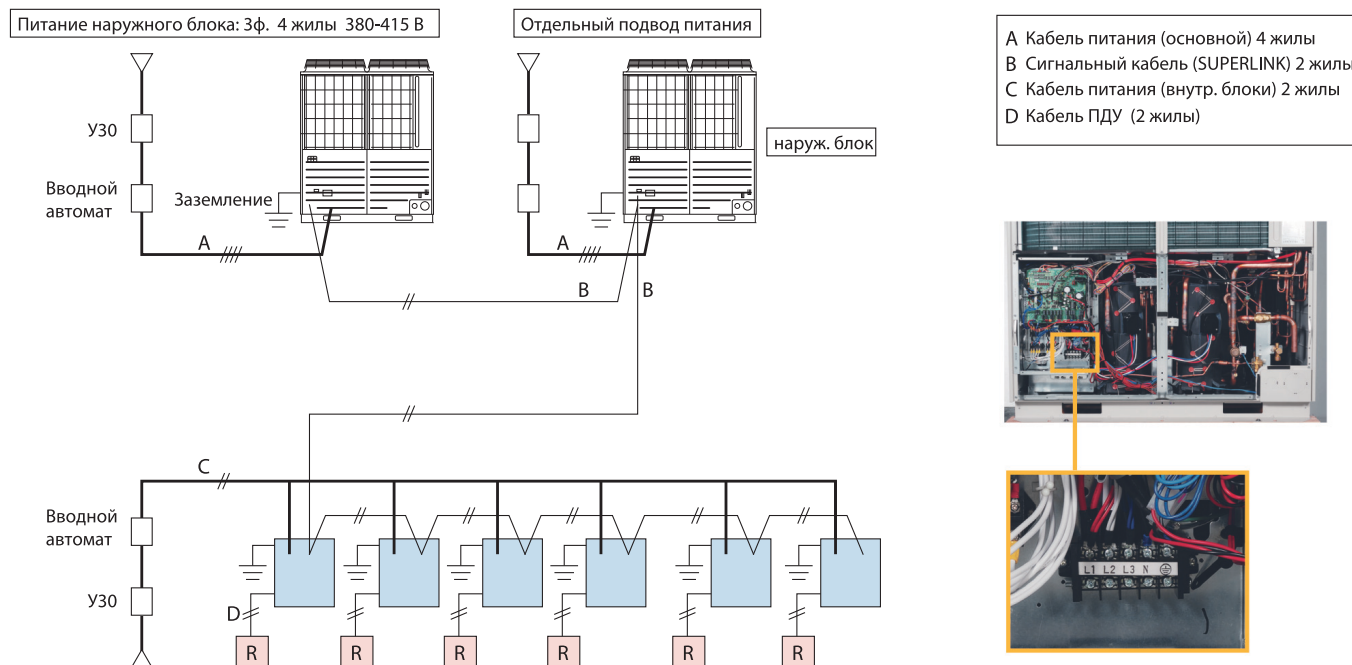 Питание наружного блока: 3ф. 4 жилы 380-415 В
Отдельный подвод питания
A Кабель питания (основной) 4 жилы
B Сигнальный кабель (SUPERLINK) 2 жилы
C Кабель питания (внутр. блоки) 2 жилы
D Кабель ПДУ (2 жилы)
УЗО
УЗО
наруж. блок
Вводной
автомат
Заземление
A
A
B
B
C
Вводной
автомат
УЗО
D
R
R
R
R
R
R
L1 L2 L3 N